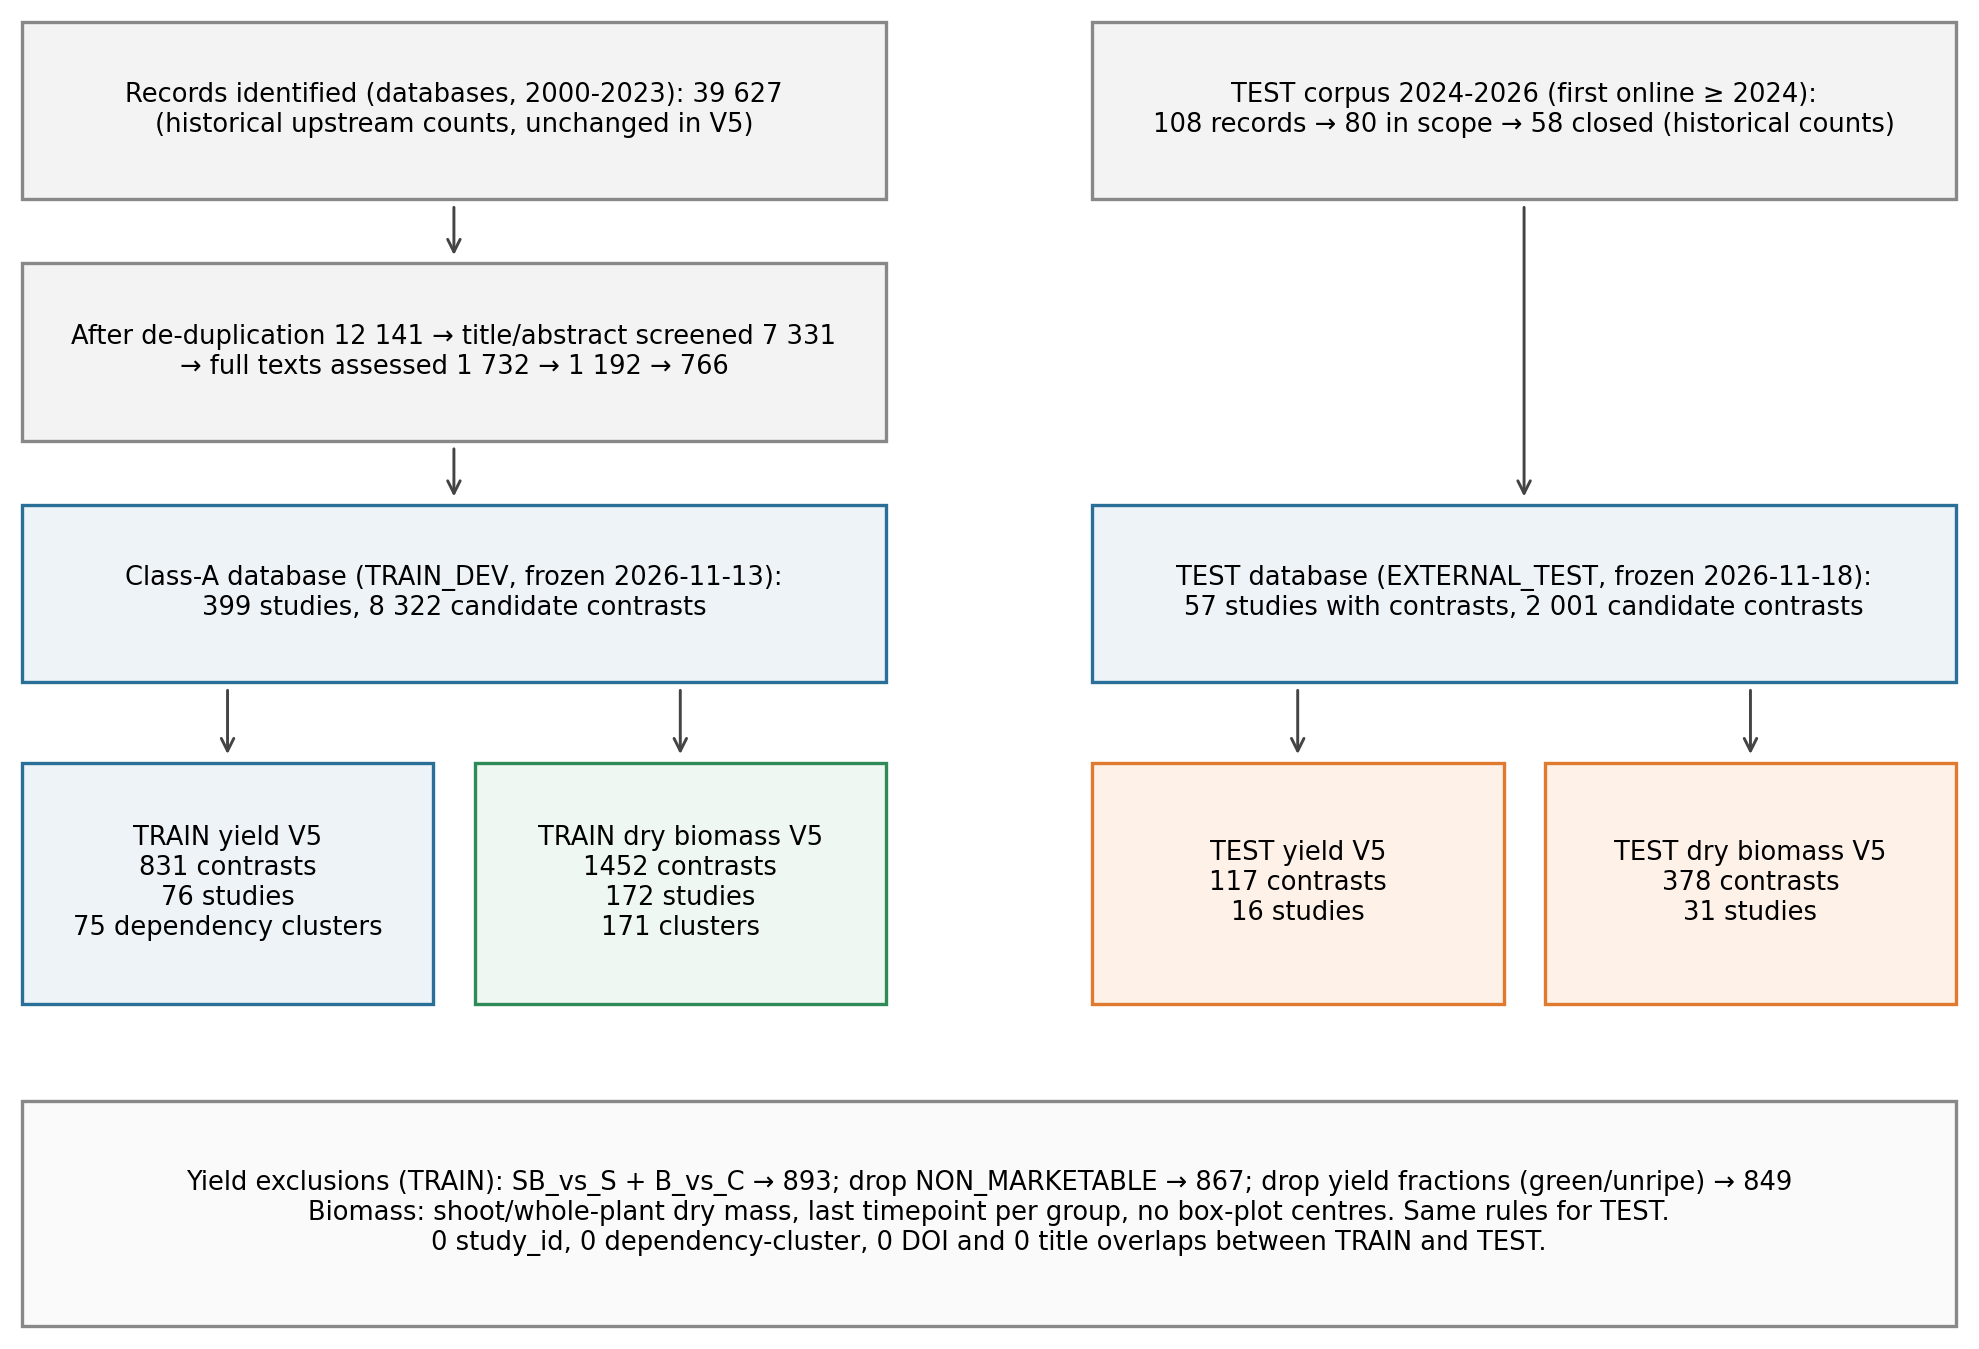 Records identified (databases, 2000-2023): 39 627
(historical upstream counts, unchanged in V5)
TEST corpus 2024-2026 (first online ≥ 2024):
108 records → 80 in scope → 58 closed (historical counts)
After de-duplication 12 141 → title/abstract screened 7 331
→ full texts assessed 1 732 → 1 192 → 766
Class-A database (TRAIN_DEV, frozen 2026-11-13):
399 studies, 8 322 candidate contrasts
TEST database (EXTERNAL_TEST, frozen 2026-11-18):
57 studies with contrasts, 2 001 candidate contrasts
TRAIN yield V5
831 contrasts
76 studies
75 dependency clusters
TRAIN dry biomass V5
1452 contrasts
172 studies
171 clusters
TEST yield V5
117 contrasts
16 studies
TEST dry biomass V5
378 contrasts
31 studies
Yield exclusions (TRAIN): SB_vs_S + B_vs_C → 893; drop NON_MARKETABLE → 867; drop yield fractions (green/unripe) → 849
Biomass: shoot/whole-plant dry mass, last timepoint per group, no box-plot centres. Same rules for TEST.
0 study_id, 0 dependency-cluster, 0 DOI and 0 title overlaps between TRAIN and TEST.